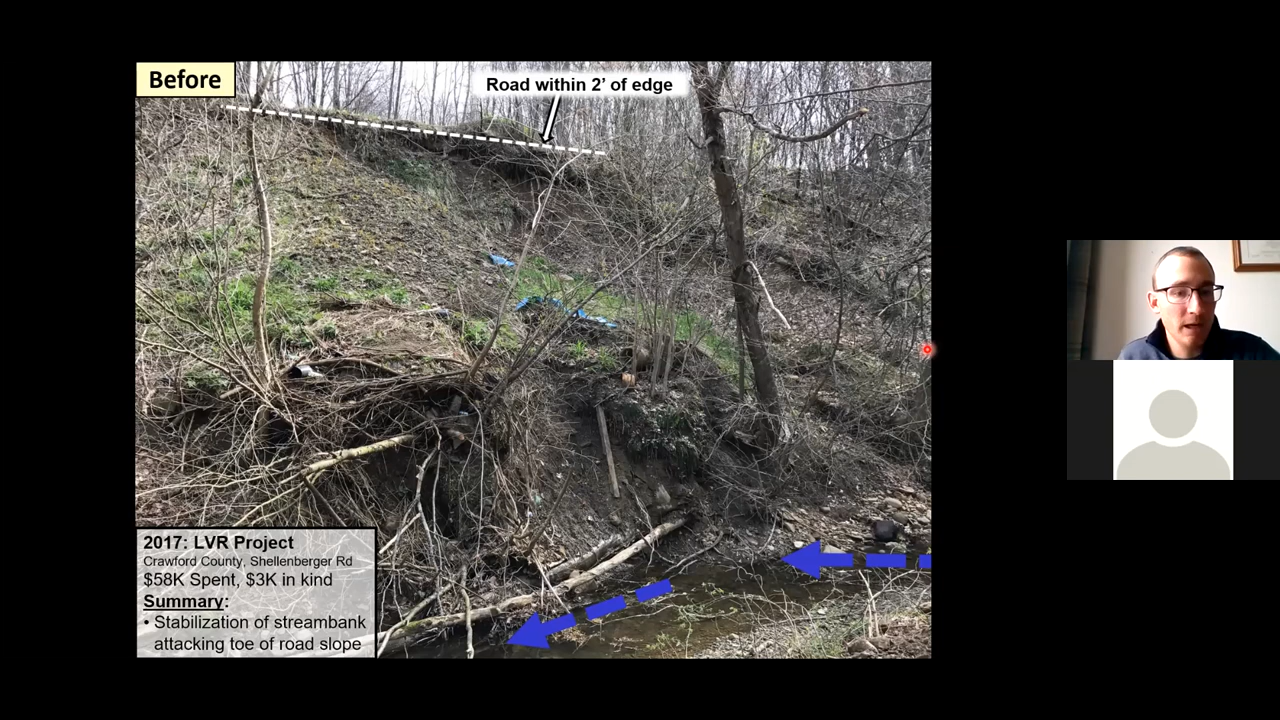 Before
Road within 2' of edge
2017: LVR Project
Crawford County, Shellenberger Rd
$58K Spent, $3K in kind
Summary:
• Stabilization of streambank
attacking toe of road slope